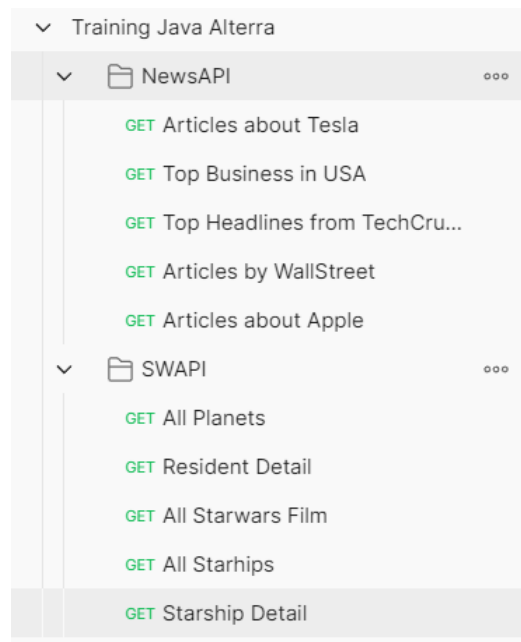 Training Java Alterra
NewsAPI
GET Articles about Tesla
GET Top Business in USA
GET Top Headlines from TechCru...
GET Articles by WallStreet
GET Articles about Apple
SWAPI
GET All Planets
GET Resident Detail
GET All Starwars Film
GET All Starhips
GET Starship Detail